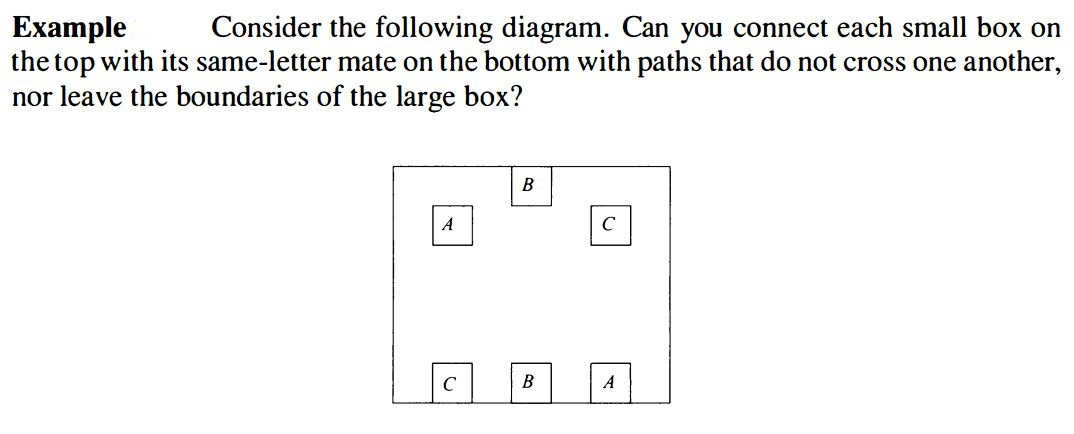 Example Consider the following diagram. Can you connect each small box on
the top with its same-letter mate on the bottom with paths that do not cross one another,
nor leave the boundaries of the large box?
B
A C
C B A